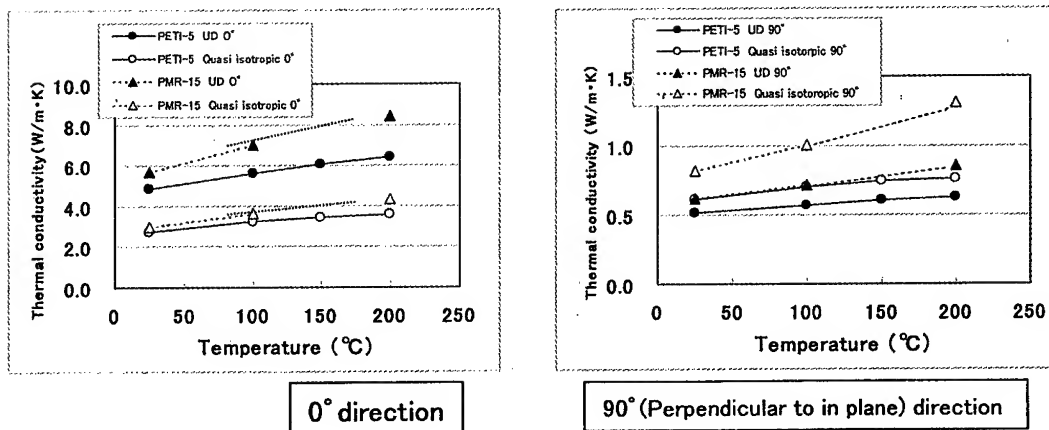 PETI-5 UD 0°
PETI-5 Quasi isotropic 0°
PMR-15 UD 0°
PMR-15 Quasi isotropic 0°
Thermal conductivity(W/m·K)
10.0
8.0
6.0
4.0
2.0
0.0
0 50 100 150 200 250
Temperature (°C)
0° direction
PETI-5 UD 90°
PETI-5 Quasi isotorpic 90°
PMR-15 UD 90°
PMR-15 Quasi isotoropic 90°
Thermal conductivity (W/m·K)
1.5
1.0
0.5
0.0
0 50 100 150 200 250
Temperature (°C)
90° (Perpendicular to in plane) direction